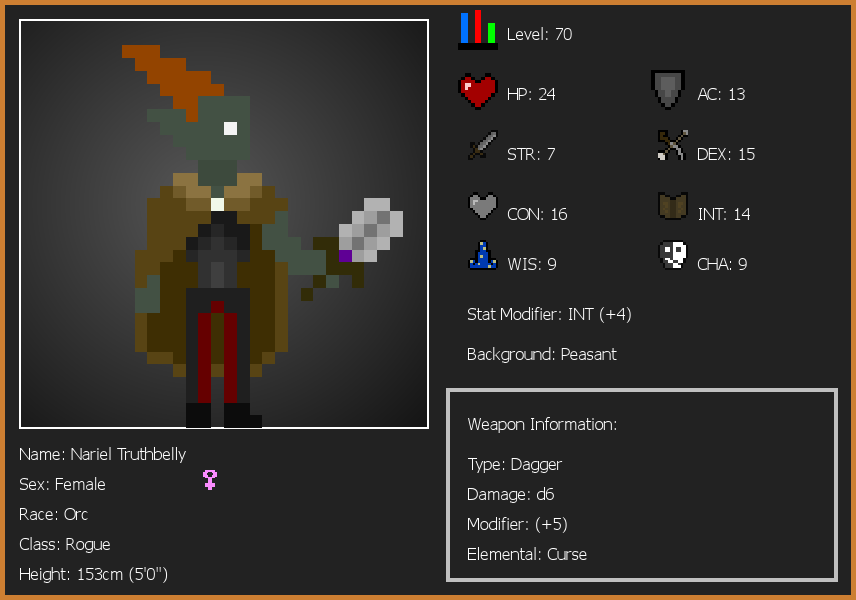 Level: 70
HP: 24
AC: 13
STR: 7
DEX: 15
CON: 16
INT: 14
WIS: 9
CHA: 9
Stat Modifier: INT (+4)
Background: Peasant
Weapon Information:
Type: Dagger
Damage: d6
Modifier: (+5)
Elemental: Curse
Name: Nariel Truthbelly
Sex: Female
Race: Orc
Class: Rogue
Height: 153cm (5'0")